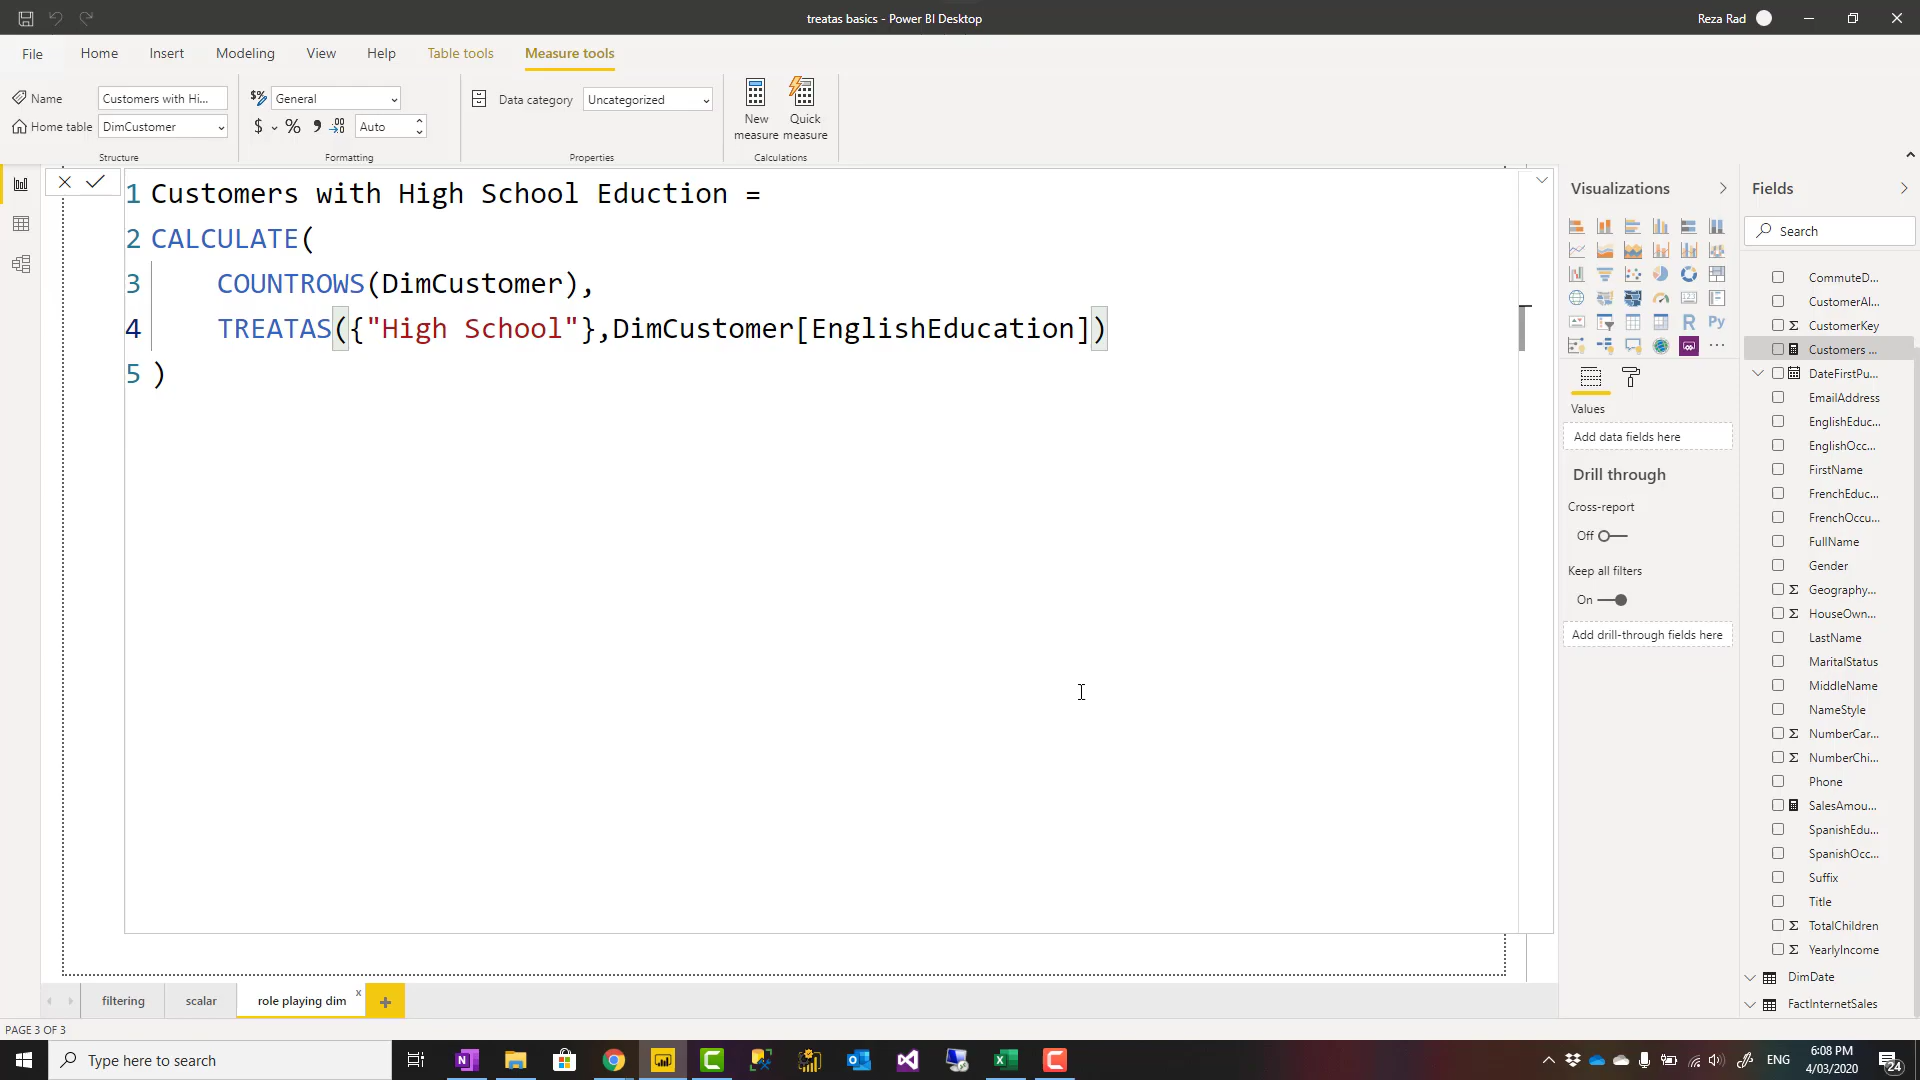 treatas basics - Power BI Desktop
Reza Rad
File
Home
Insert
Modeling
View
Help
Table tools
Measure tools
Name
Customers with Hi...
Home table
DimCustomer
Structure
General
$
%
Auto
Formatting
Data category
Uncategorized
Properties
New measure
Quick measure
Calculations
1 Customers with High School Eduction =
2 CALCULATE(
3 COUNTROWS(DimCustomer),
4 TREATAS({"High School"},DimCustomer[EnglishEducation])
5 )
Visualizations
R
Py
Values
Add data fields here
Drill through
Cross-report
Off
Keep all filters
On
Add drill-through fields here
Fields
Search
CommuteD...
CustomerAl...
CustomerKey
Customers ...
DateFirstPu...
EmailAddress
EnglishEduc...
EnglishOcc...
FirstName
FrenchEduc...
FrenchOccu...
FullName
Gender
Geography...
HouseOwn...
LastName
MaritalStatus
MiddleName
NameStyle
NumberCar...
NumberChi...
Phone
SalesAmou...
SpanishEdu...
SpanishOcc...
Suffix
Title
TotalChildren
YearlyIncome
DimDate
FactInternetSales
filtering
scalar
role playing dim
PAGE 3 OF 3
Type here to search
ENG
6:08 PM
4/03/2020
24